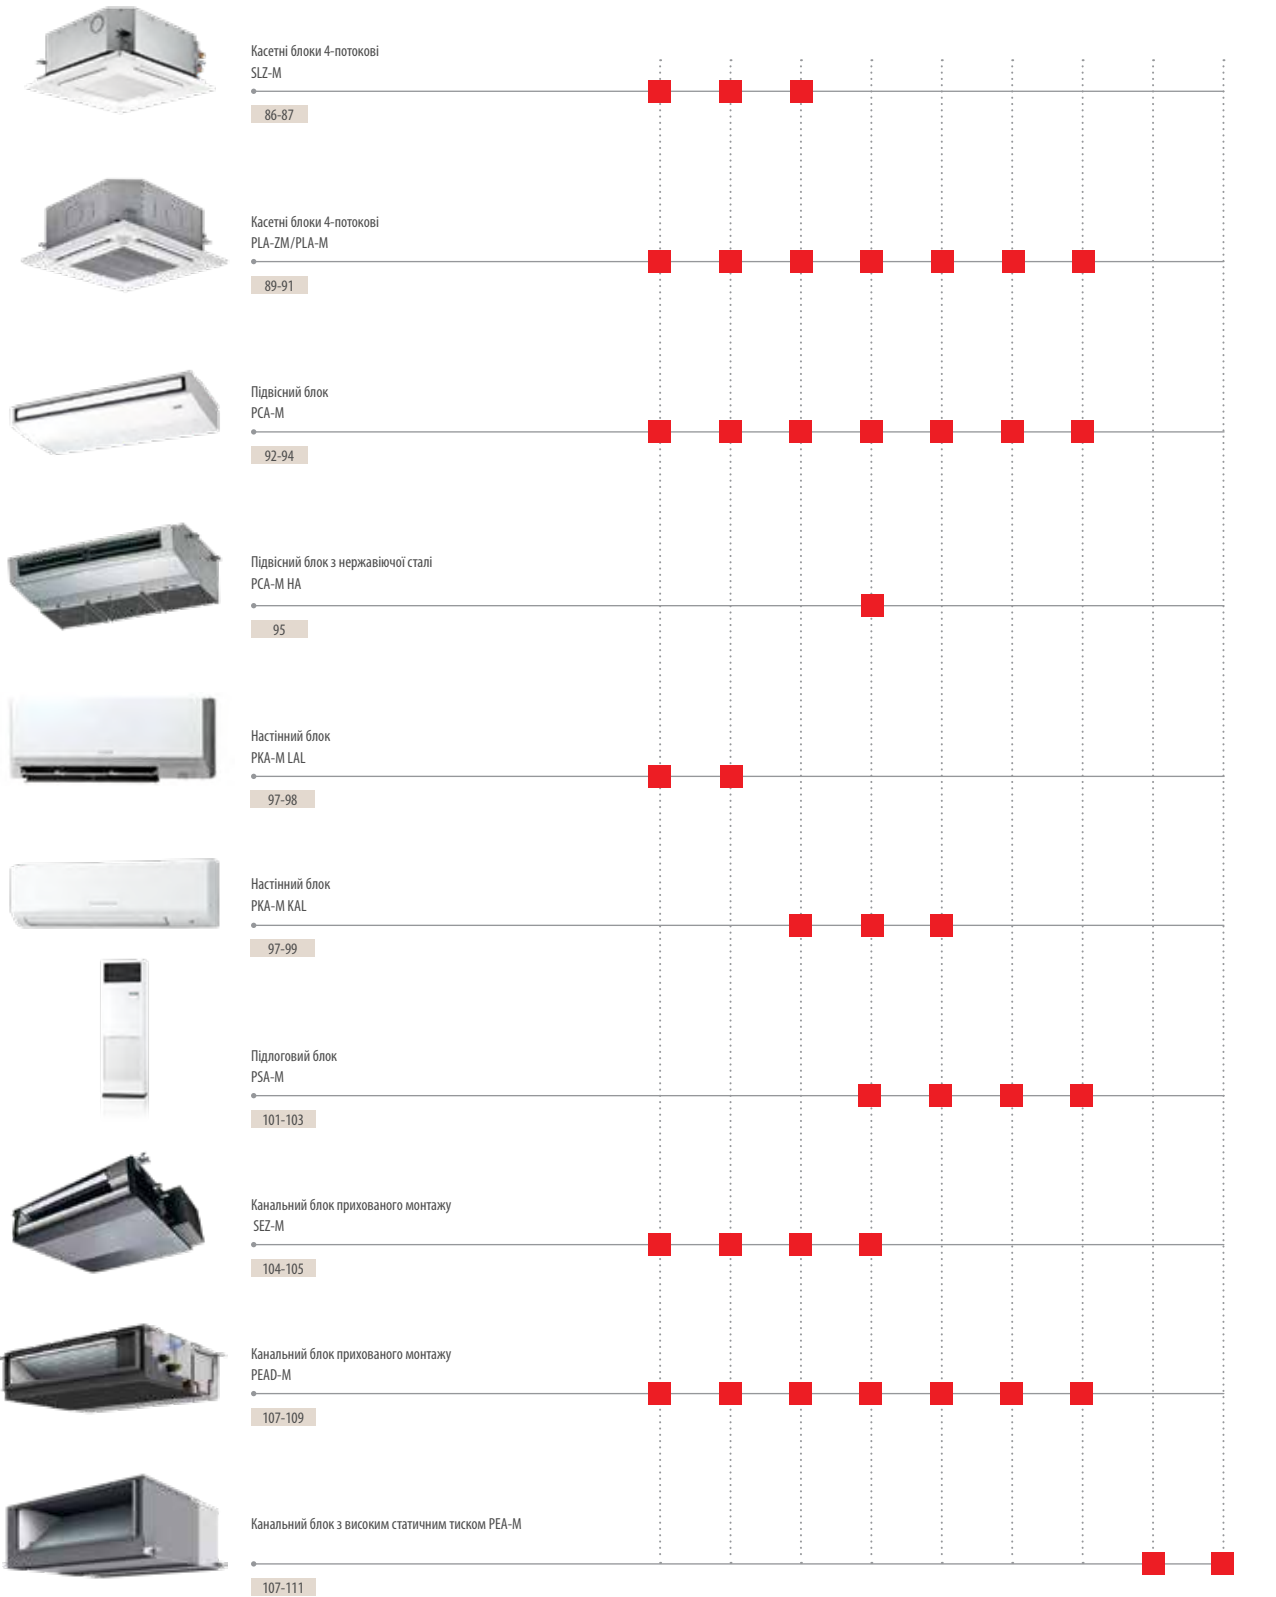 Касетні блоки 4-потокові
SLZ-M
86-87
Касетні блоки 4-потокові
PLA-ZM/PLA-M
89-91
Підвісний блок
PCA-M
92-94
Підвісний блок з нержавіючої сталі
PCA-M HA
95
Настінний блок
PKA-M LAL
97-98
Настінний блок
PKA-M KAL
97-99
Підлоговий блок
PSA-M
101-103
Канальний блок прихованого монтажу
SEZ-M
104-105
Канальний блок прихованого монтажу
PEAD-M
107-109
Канальний блок з високим статичним тиском PEA-M
107-111